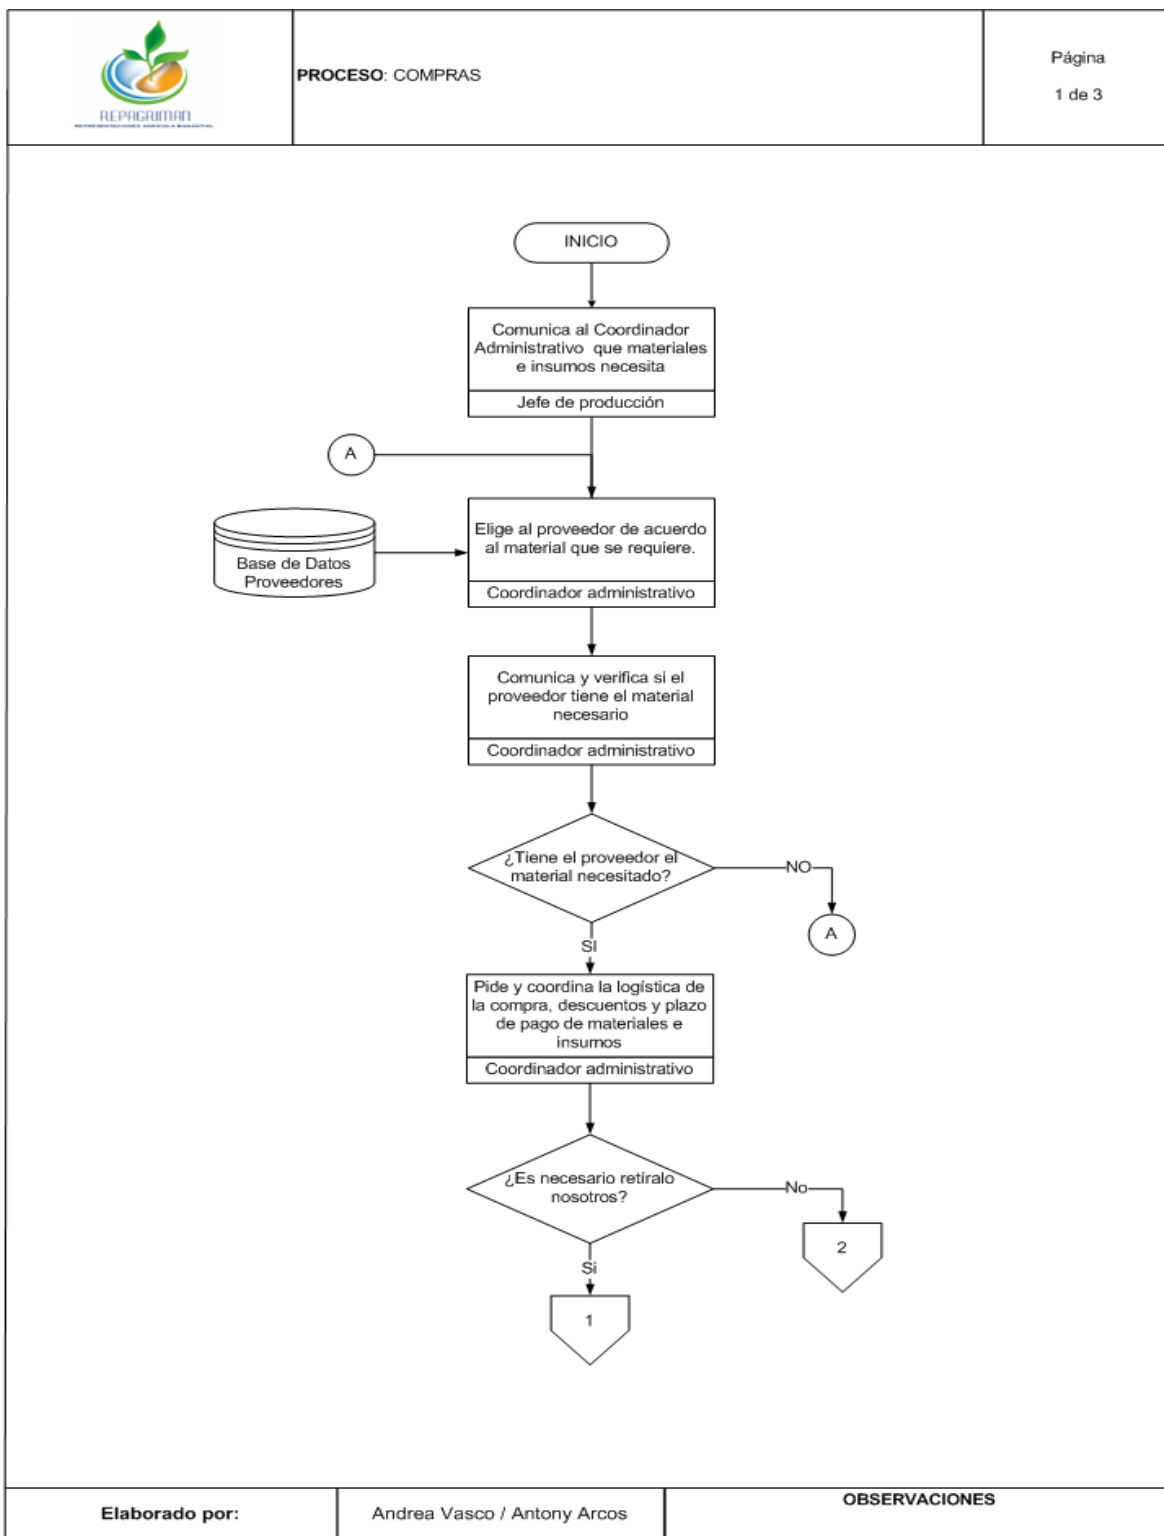 REPAGRIMAN
REPRESENTACIONES AGRICOLA MANANTIAL
PROCESO: COMPRAS
Página
1 de 3
INICIO
Comunica al Coordinador
Administrativo que materiales
e insumos necesita
Jefe de producción
A
Elige al proveedor de acuerdo
al material que se requiere.
Coordinador administrativo
Base de Datos
Proveedores
Comunica y verifica si el
proveedor tiene el material
necesario
Coordinador administrativo
¿Tiene el proveedor el
material necesitado?
NO
A
SI
Pide y coordina la logística de
la compra, descuentos y plazo
de pago de materiales e
insumos
Coordinador administrativo
¿Es necesario retíralo
nosotros?
No
2
Si
1
Elaborado por:
Andrea Vasco / Antony Arcos
OBSERVACIONES